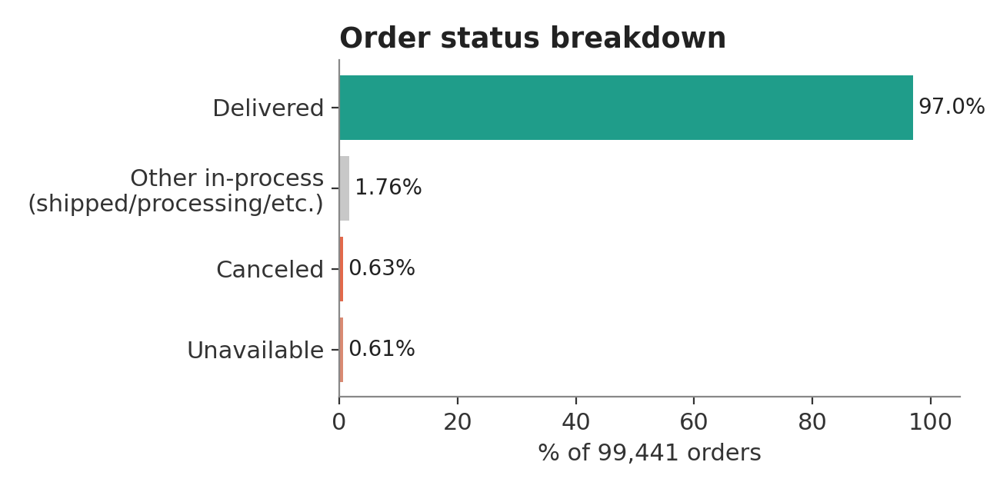 Order status breakdown
Delivered
97.0%
Other in-process
(shipped/processing/etc.)
1.76%
Canceled
0.63%
Unavailable
0.61%
0 20 40 60 80 100
% of 99,441 orders